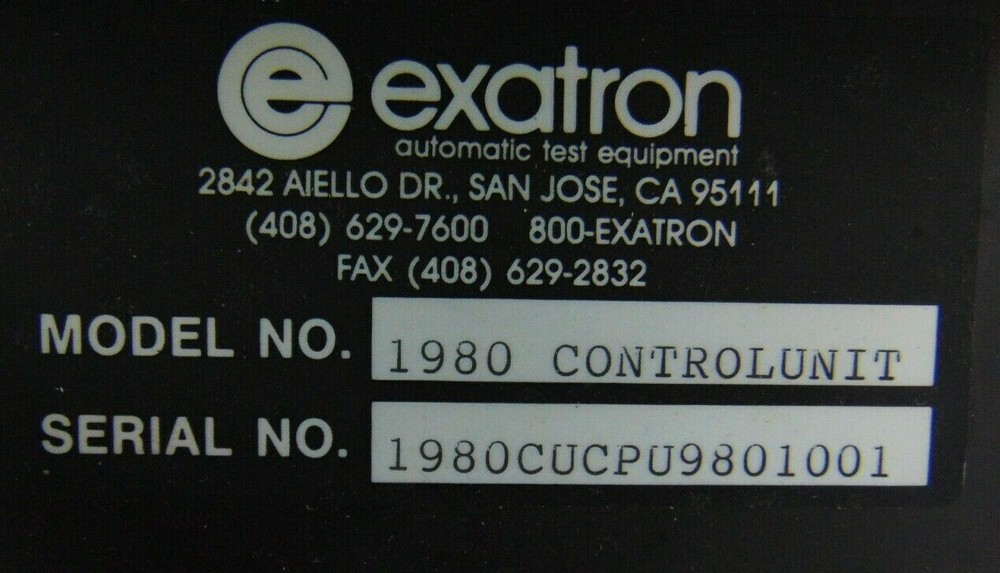 e exatron
automatic test equipment
2842 AIELLO DR., SAN JOSE, CA 95111
(408) 629-7600 800-EXATRON
FAX (408) 629-2832
MODEL NO. 1980 CONTROLUNIT
SERIAL NO. 1980CUCPU9801001